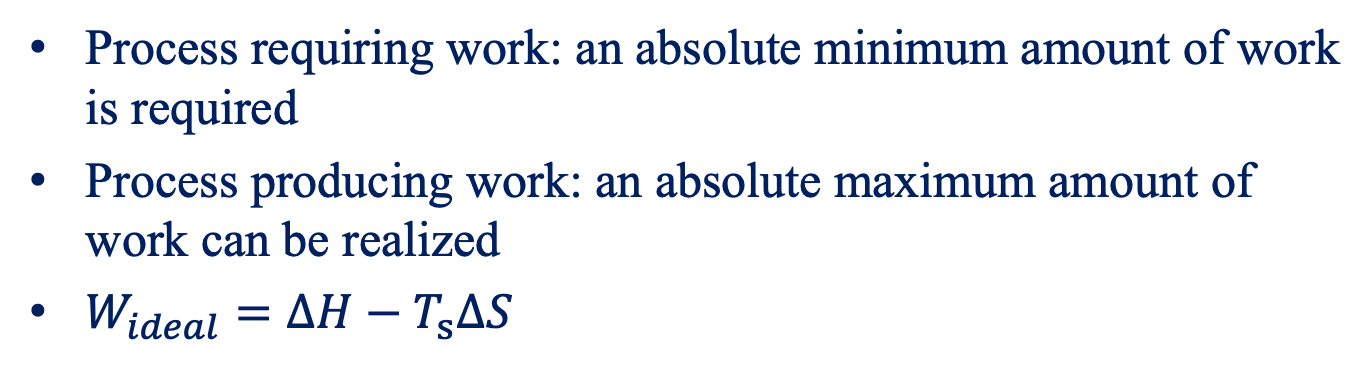 • Process requiring work: an absolute minimum amount of work
is required
• Process producing work: an absolute maximum amount of
work can be realized
• W_ideal = ΔH − T_sΔS